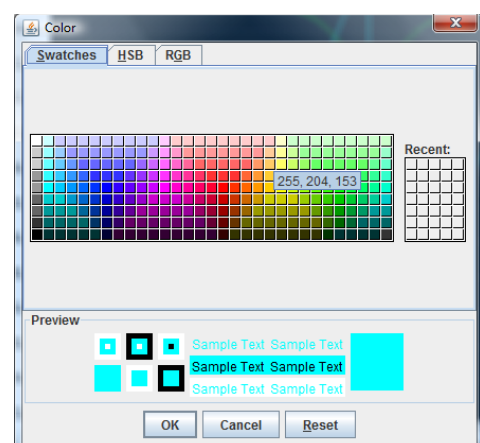 Color
Swatches HSB RGB
Recent:
255, 204, 153
Preview
Sample Text Sample Text
Sample Text Sample Text
Sample Text Sample Text
OK Cancel Reset